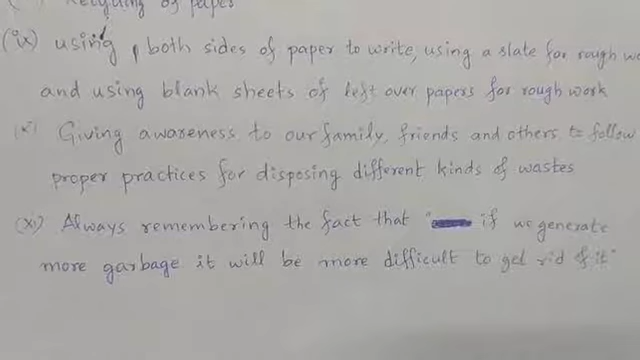 Recycling of paper
(ix) using both sides of paper to write, using a slate for rough
and using blank sheets of left over papers for rough work
(x) Giving awareness to our family, friends and others to follow
proper practices for disposing different kinds of wastes
(xi) Always remembering the fact that " if we generate
more garbage it will be more difficult to get rid of it"